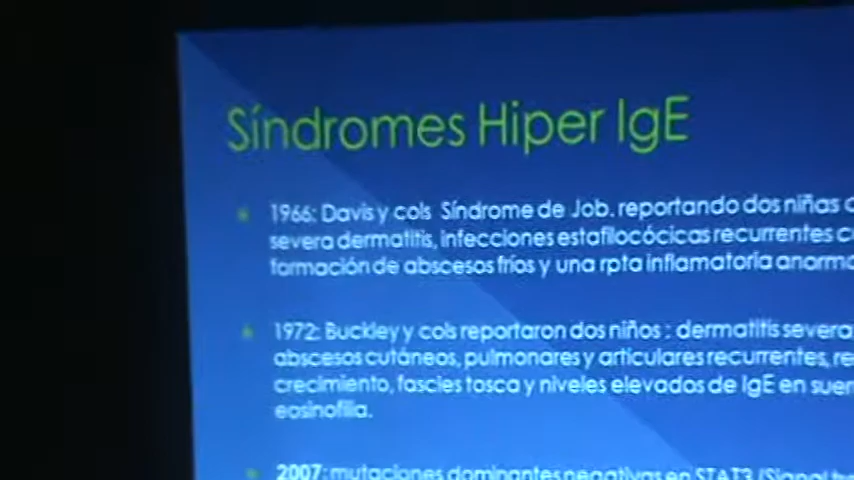 Síndromes Hiper IgE
1966: Davis y cols Síndrome de Job. reportando dos niñas
severa dermatitis, infecciones estafilocócicas recurrentes
formación de abscesos fríos y una rpta inflamatoria
1972: Buckley y cols reportaron dos niños : dermatitis severa
abscesos cutáneos, pulmonares y articulares recurrentes,
crecimiento, fascies tosca y niveles elevados de IgE en
eosinofilia.
2007: mutaciones dominantes negativas en STAT3 (Signal